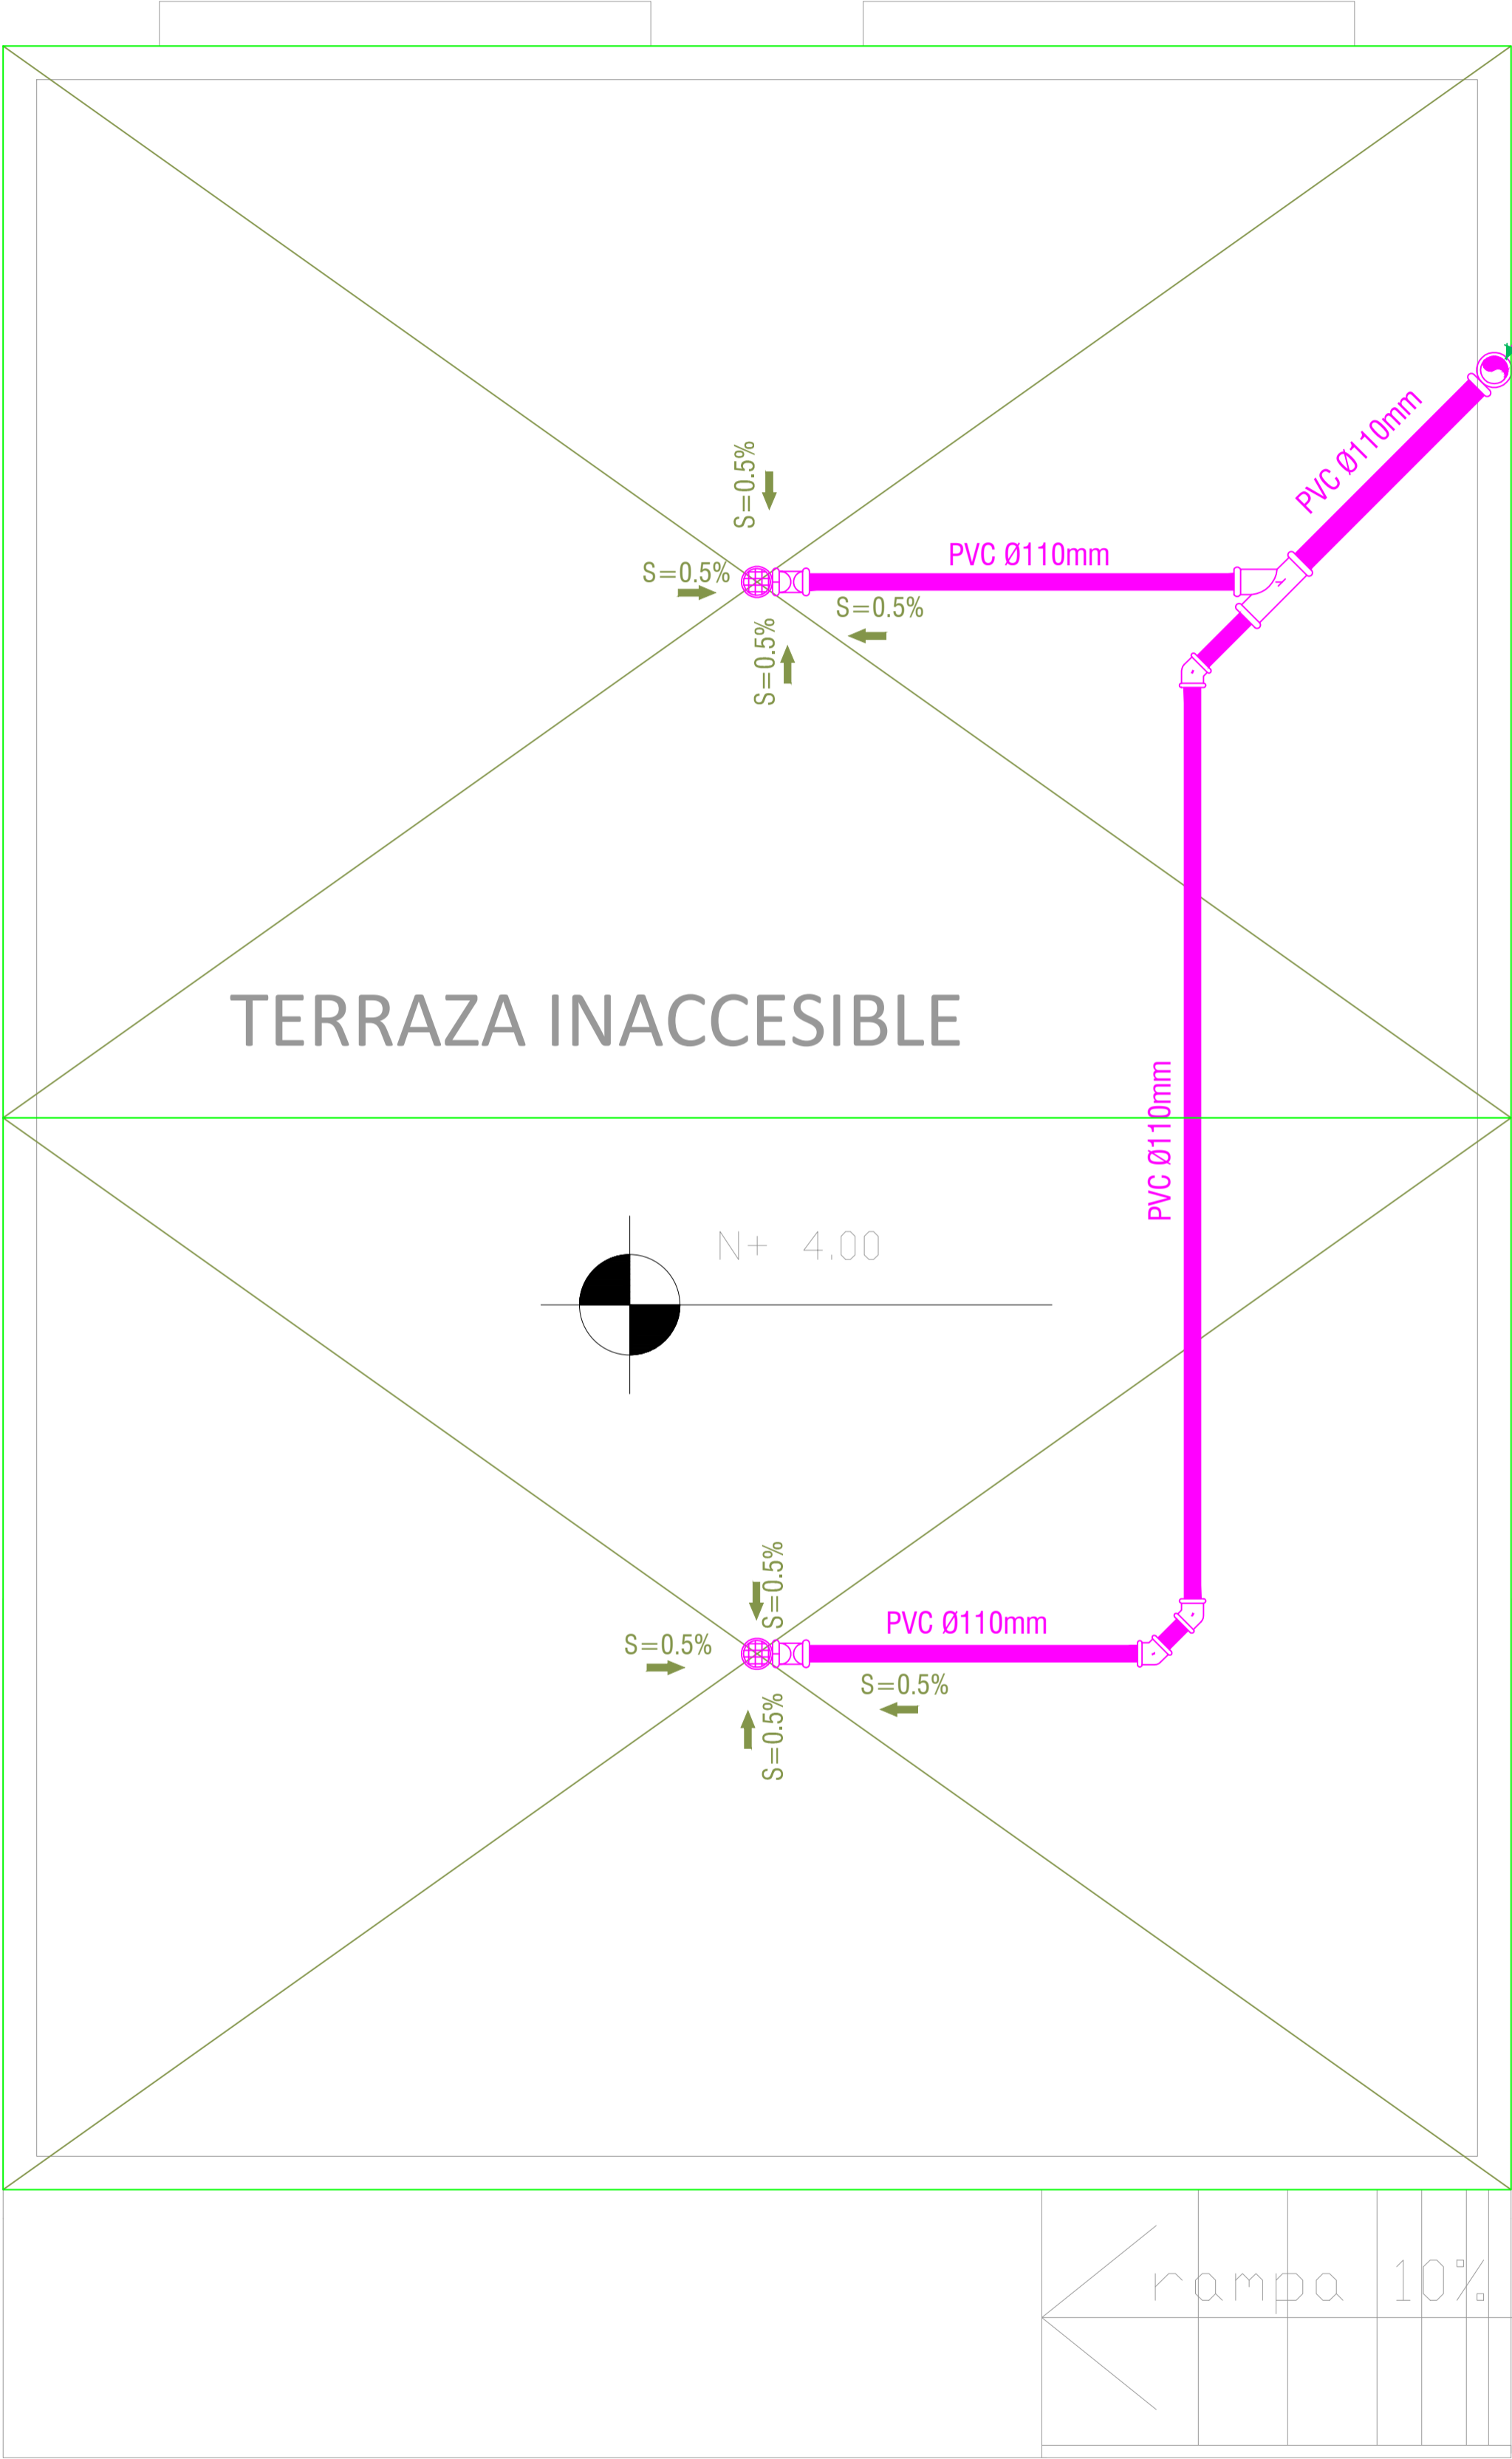 S=0.5%
PVC Ø110mm
PVC Ø110mm
S=0.5%
S=0.5%
S=0.5%
TERRAZA INACCESIBLE
PVC Ø110mm
N+ 4.00
S=0.5%
PVC Ø110mm
S=0.5%
S=0.5%
S=0.5%
rampa 10%